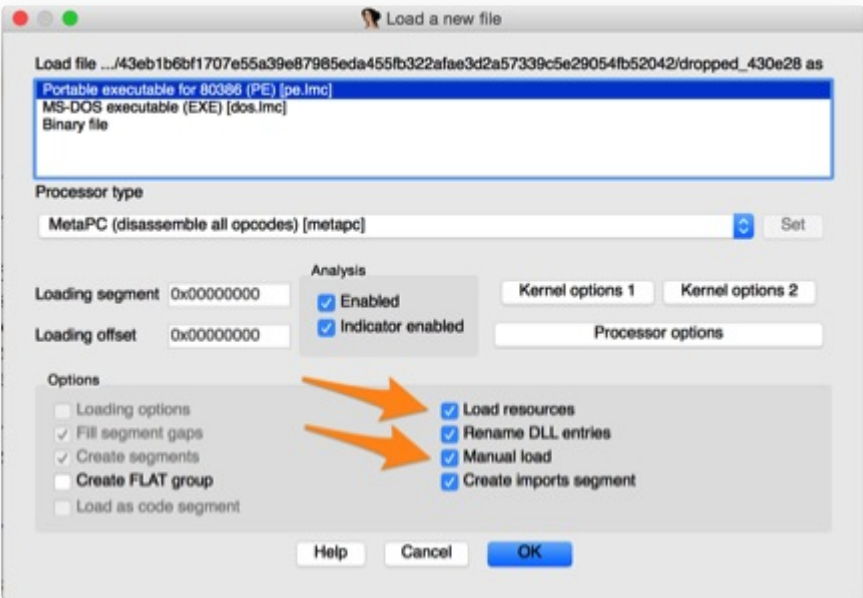 Load a new file
Load file .../43eb1b6bf1707e55a39e87985eda455fb322afae3d2a57339c5e29054fb52042/dropped_430e28 as
Portable executable for 80386 (PE) [pe.lmc]
MS-DOS executable (EXE) [dos.lmc]
Binary file
Processor type
MetaPC (disassemble all opcodes) [metapc]
Set
Analysis
Loading segment 0x00000000
Enabled
Kernel options 1
Kernel options 2
Loading offset 0x00000000
Indicator enabled
Processor options
Options
Loading options
Load resources
Fill segment gaps
Rename DLL entries
Create segments
Manual load
Create FLAT group
Create imports segment
Load as code segment
Help
Cancel
OK